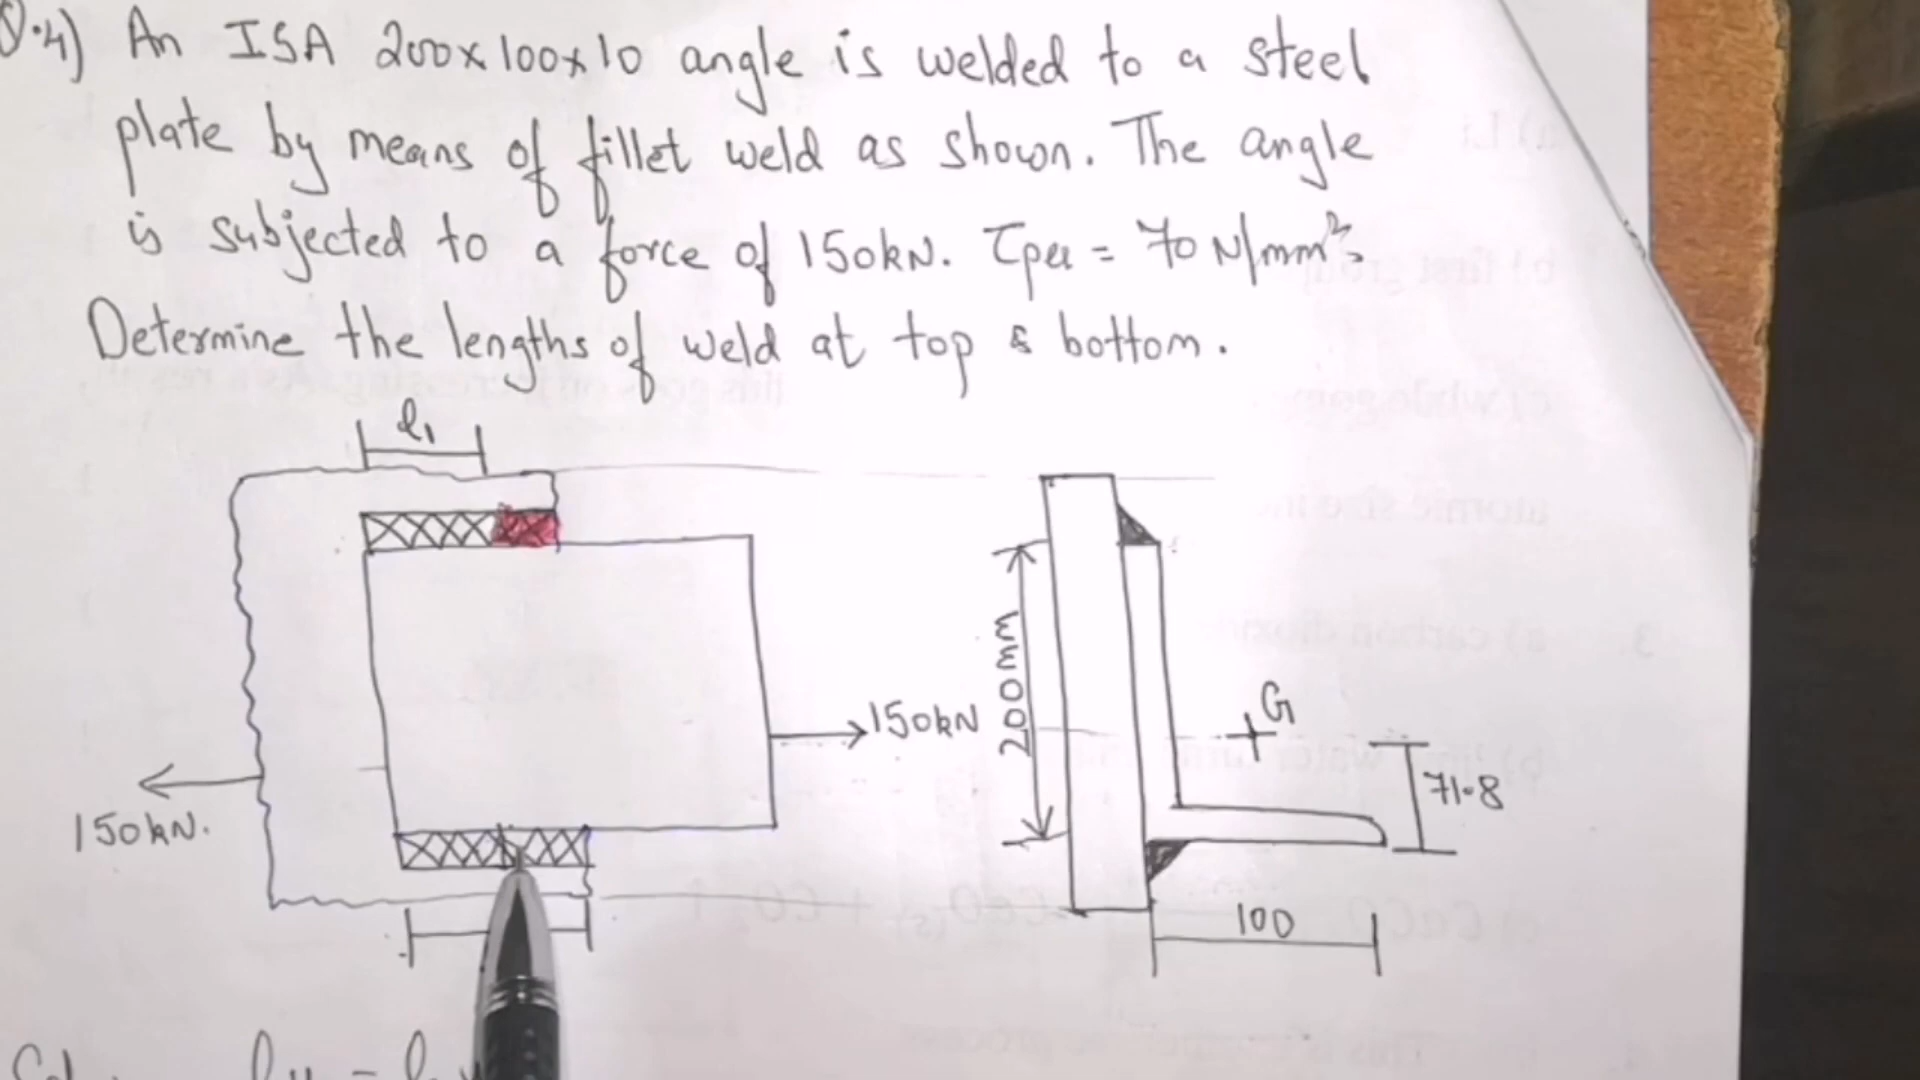 Q.4) An ISA 200x100x10 angle is welded to a steel
plate by means of fillet weld as shown. The angle
is subjected to a force of 150kN. τper = 70 N/mm².
Determine the lengths of weld at top & bottom.
l₁
150kN
150kN.
200mm
G
71.8
100